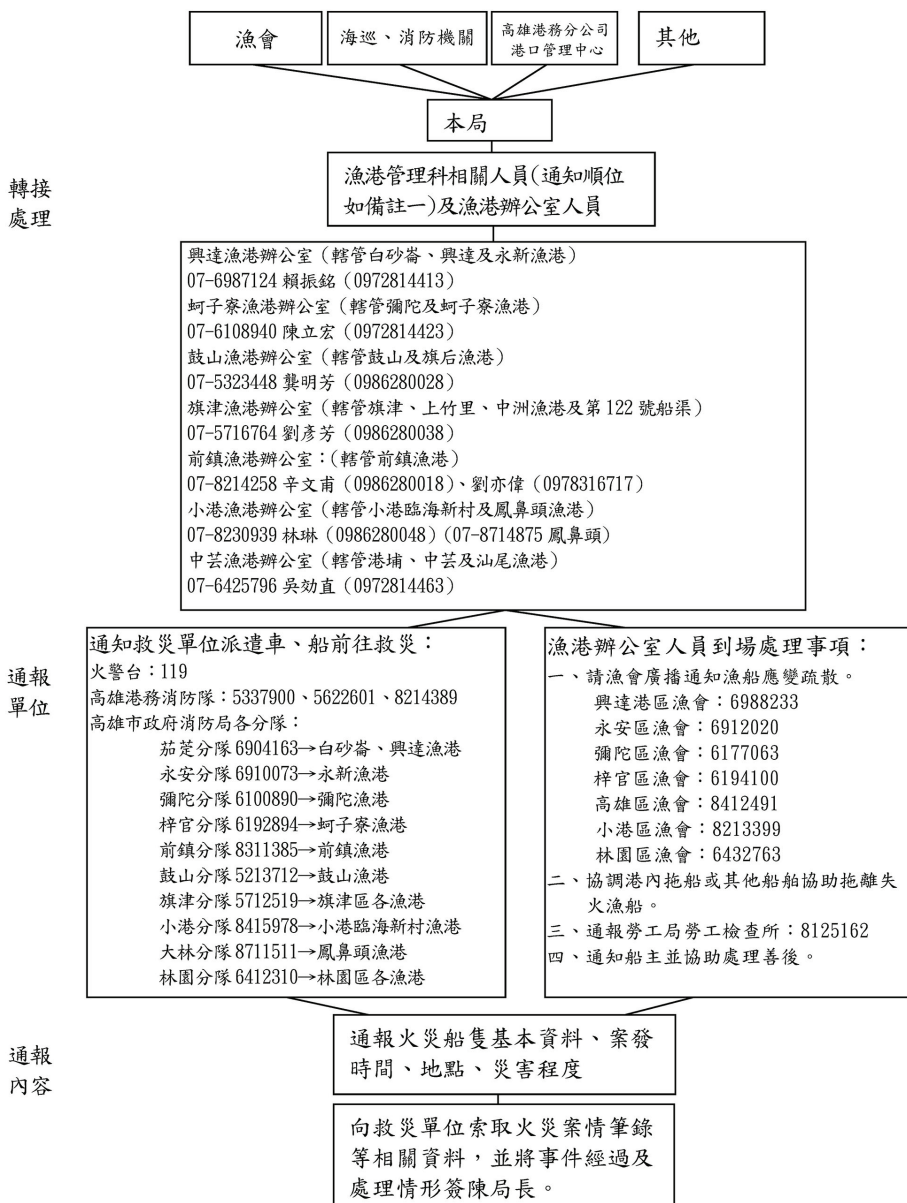 漁會
海巡、消防機關
高雄港務分公司
港口管理中心
其他
本局
轉接
處理
漁港管理科相關人員(通知順位
如備註一)及漁港辦公室人員
興達漁港辦公室（轄管白砂崙、興達及永新漁港）
07-6987124 賴振銘（0972814413）
蚵子寮漁港辦公室（轄管彌陀及蚵子寮漁港）
07-6108940 陳立宏（0972814423）
鼓山漁港辦公室（轄管鼓山及旗后漁港）
07-5323448 龔明芳（0986280028）
旗津漁港辦公室（轄管旗津、上竹里、中洲漁港及第 122 號船渠）
07-5716764 劉彥芳（0986280038）
前鎮漁港辦公室：（轄管前鎮漁港）
07-8214258 辛文甫（0986280018）、劉亦偉（0978316717）
小港漁港辦公室（轄管小港臨海新村及鳳鼻頭漁港）
07-8230939 林琳（0986280048）(07-8714875 鳳鼻頭)
中芸漁港辦公室（轄管港埔、中芸及汕尾漁港）
07-6425796 吳効直（0972814463）
通報
單位
通知救災單位派遣車、船前往救災：
火警台：119
高雄港務消防隊：5337900、5622601、8214389
高雄市政府消防局各分隊：
茄萣分隊 6904163→白砂崙、興達漁港
永安分隊 6910073→永新漁港
彌陀分隊 6100890→彌陀漁港
梓官分隊 6192894→蚵子寮漁港
前鎮分隊 8311385→前鎮漁港
鼓山分隊 5213712→鼓山漁港
旗津分隊 5712519→旗津區各漁港
小港分隊 8415978→小港臨海新村漁港
大林分隊 8711511→鳳鼻頭漁港
林園分隊 6412310→林園區各漁港
漁港辦公室人員到場處理事項：
一、請漁會廣播通知漁船應變疏散。
興達港區漁會：6988233
永安區漁會：6912020
彌陀區漁會：6177063
梓官區漁會：6194100
高雄區漁會：8412491
小港區漁會：8213399
林園區漁會：6432763
二、協調港內拖船或其他船舶協助拖離失
火漁船。
三、通報勞工局勞工檢查所：8125162
四、通知船主並協助處理善後。
通報
內容
通報火災船隻基本資料、案發
時間、地點、災害程度
向救災單位索取火災案情筆錄
等相關資料，並將事件經過及
處理情形簽陳局長。